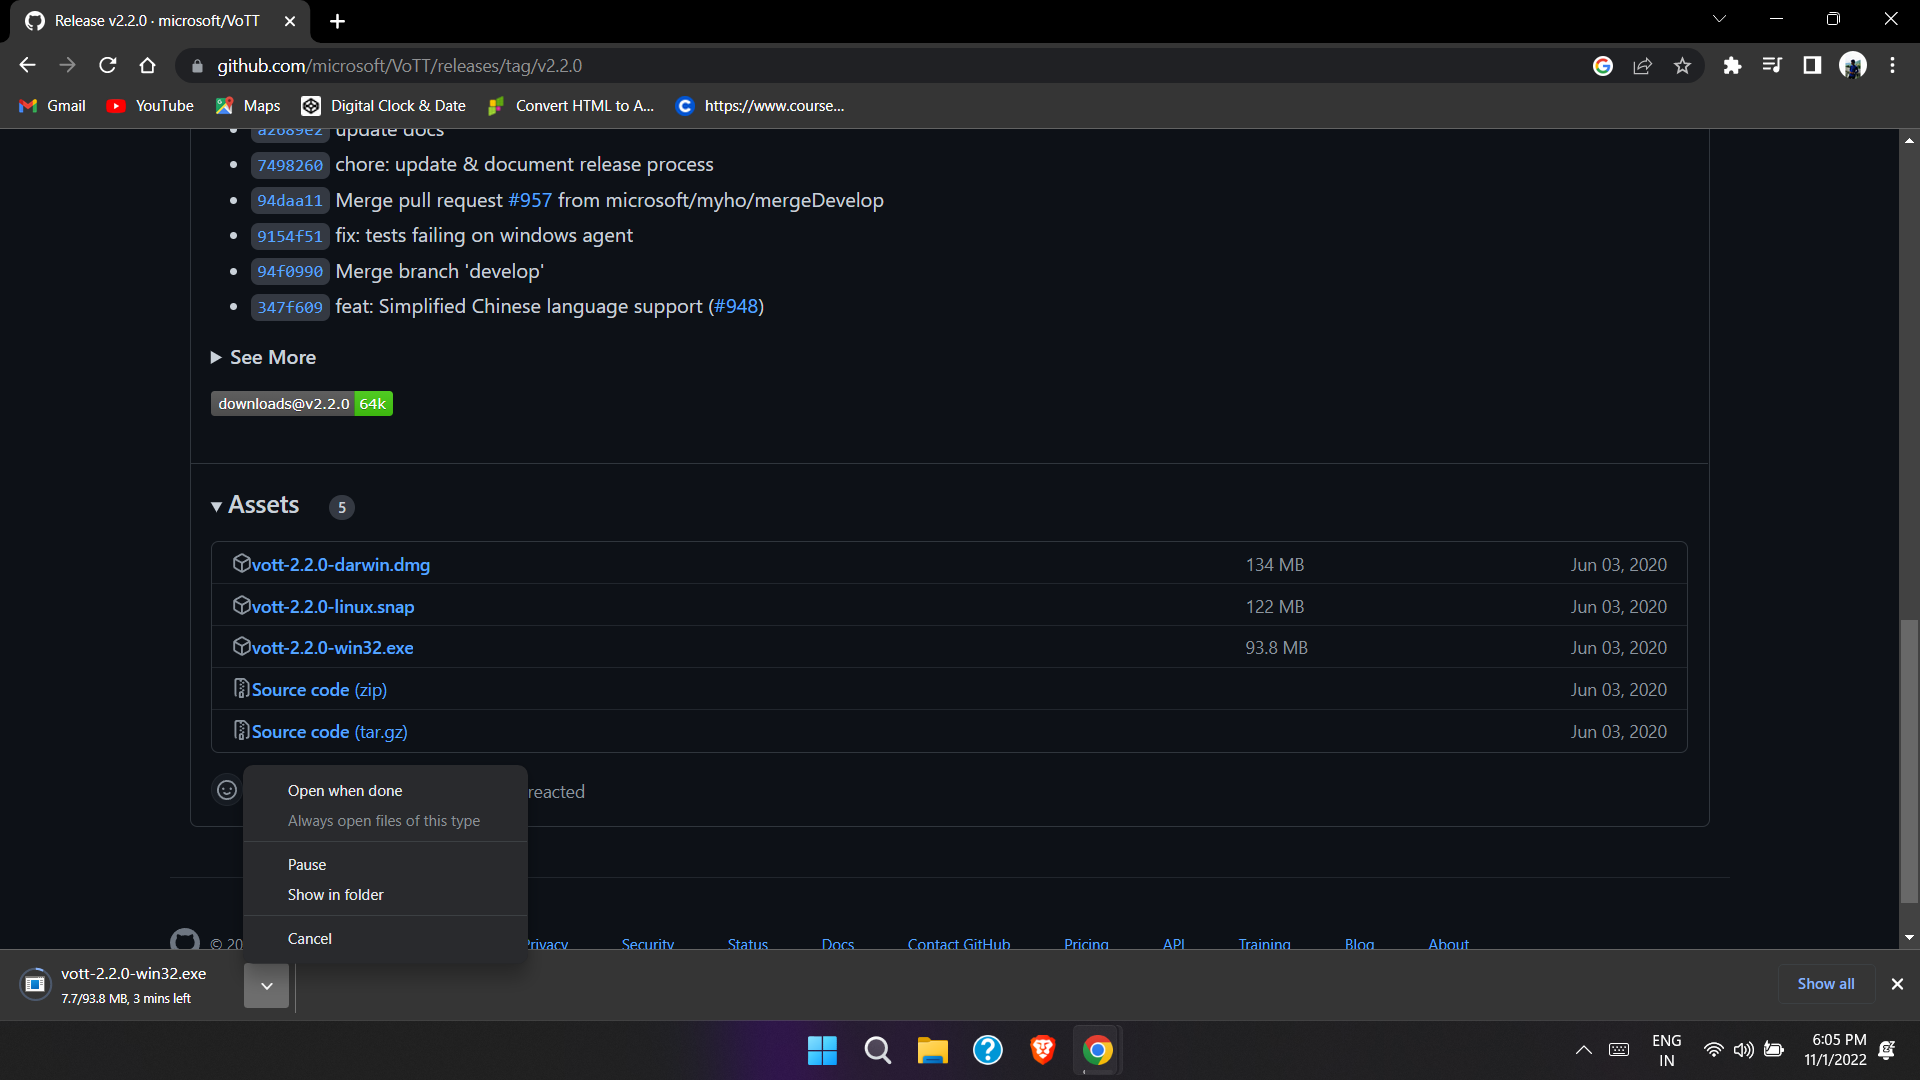 Release v2.2.0 · microsoft/VoTT
github.com/microsoft/VoTT/releases/tag/v2.2.0
Gmail YouTube Maps Digital Clock & Date Convert HTML to A... https://www.course...
a2689e2 update docs
7498260 chore: update & document release process
94daa11 Merge pull request #957 from microsoft/myho/mergeDevelop
9154f51 fix: tests failing on windows agent
94f0990 Merge branch 'develop'
347f609 feat: Simplified Chinese language support (#948)
See More
downloads@v2.2.0 64k
Assets 5
vott-2.2.0-darwin.dmg 134 MB Jun 03, 2020
vott-2.2.0-linux.snap 122 MB Jun 03, 2020
vott-2.2.0-win32.exe 93.8 MB Jun 03, 2020
Source code (zip) Jun 03, 2020
Source code (tar.gz) Jun 03, 2020
Open when done
reacted
Always open files of this type
Pause
Show in folder
Cancel
© 20 Privacy Security Status Docs Contact GitHub Pricing API Training Blog About
vott-2.2.0-win32.exe
7.7/93.8 MB, 3 mins left
Show all
ENG
IN
6:05 PM
11/1/2022